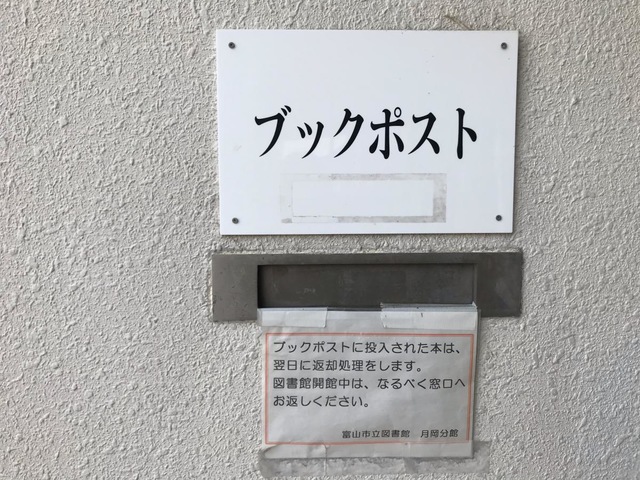 ブックポスト
ブックポストに投入された本は、
翌日に返却処理をします。
図書館開館中は、なるべく窓口へ
お返しください。
富山市立図書館　月岡分館